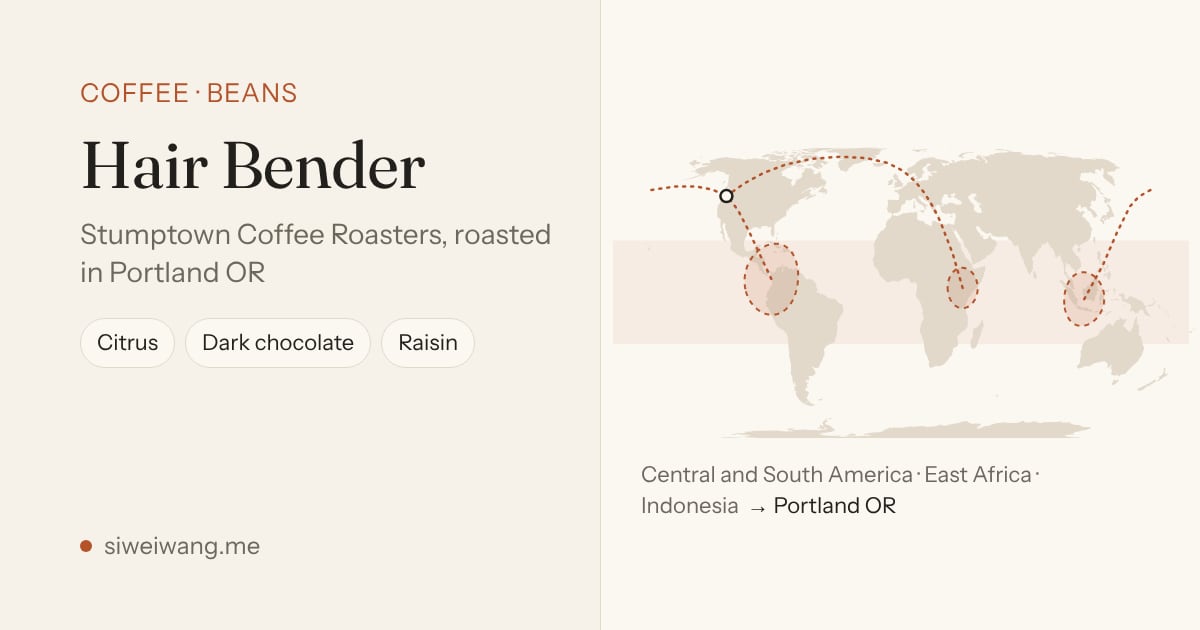 COFFEE · BEANS
Hair Bender
Stumptown Coffee Roasters, roasted
in Portland OR
Citrus
Dark chocolate
Raisin
siweiwang.me
Central and South America · East Africa ·
Indonesia → Portland OR